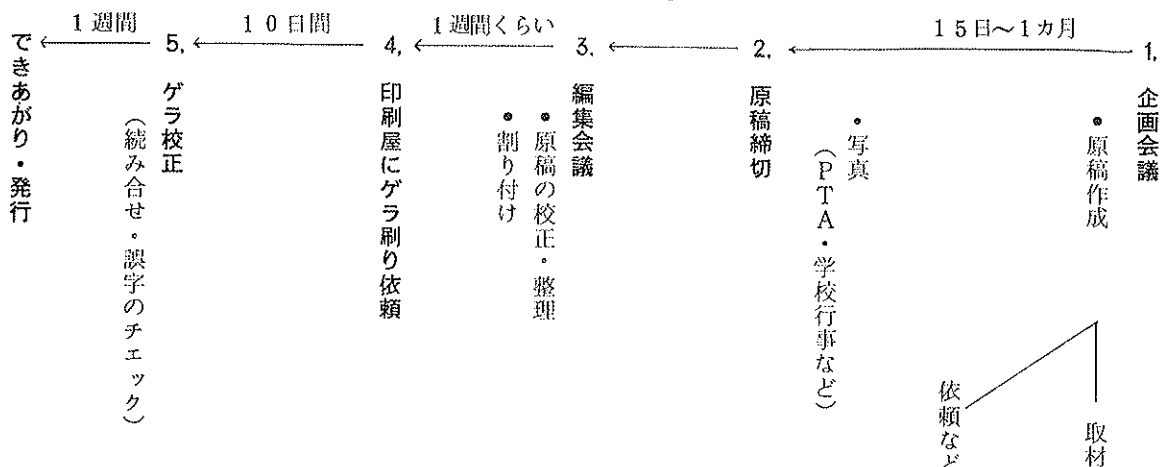 1. 企画会議
• 原稿作成
取材
依頼など
15日～1カ月
2. 原稿締切
• 写真
（PTA・学校行事など）
3. 編集会議
• 原稿の校正・整理
• 割り付け
1週間くらい
4. 印刷屋にゲラ刷り依頼
10日間
5. ゲラ校正
（続み合せ・誤字のチェック）
1週間
できあがり・発行